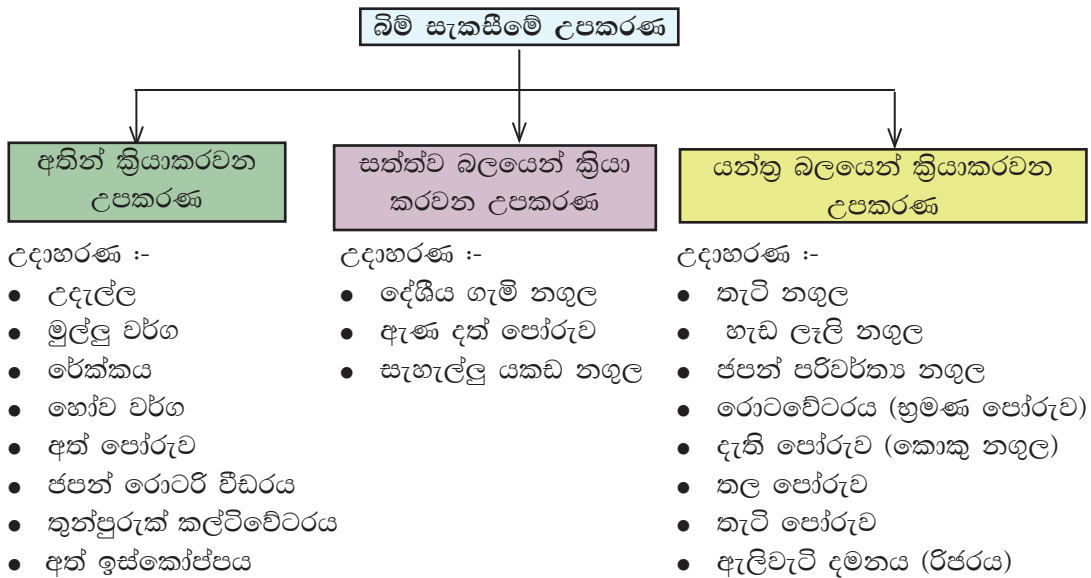 බිම් සැකසීමේ උපකරණ
අතින් ක්‍රියාකරවන
උපකරණ
උදාහරණ :-
● උදැල්ල
● මුල්ලු වර්ග
● රේක්කය
● හෝව වර්ග
● අත් පෝරුව
● ජපන් රොටරි වීඩරය
● තුන්පුරුක් කල්ටිවේටරය
● අත් ඉස්කෝප්පය
සත්ත්ව බලයෙන් ක්‍රියා
කරවන උපකරණ
උදාහරණ :-
● දේශීය ගැමි නගුල
● ඇණ දත් පෝරුව
● සැහැල්ලු යකඩ නගුල
යන්ත්‍ර බලයෙන් ක්‍රියාකරවන
උපකරණ
උදාහරණ :-
● තැටි නගුල
● හැඩ ලෑලි නගුල
● ජපන් පරිවර්ත්‍ය නගුල
● රොටවේටරය (භ්‍රමණ පෝරුව)
● දැති පෝරුව (කොකු නගුල)
● තල පෝරුව
● තැටි පෝරුව
● ඇලිවැටි දමනය (රිජරය)